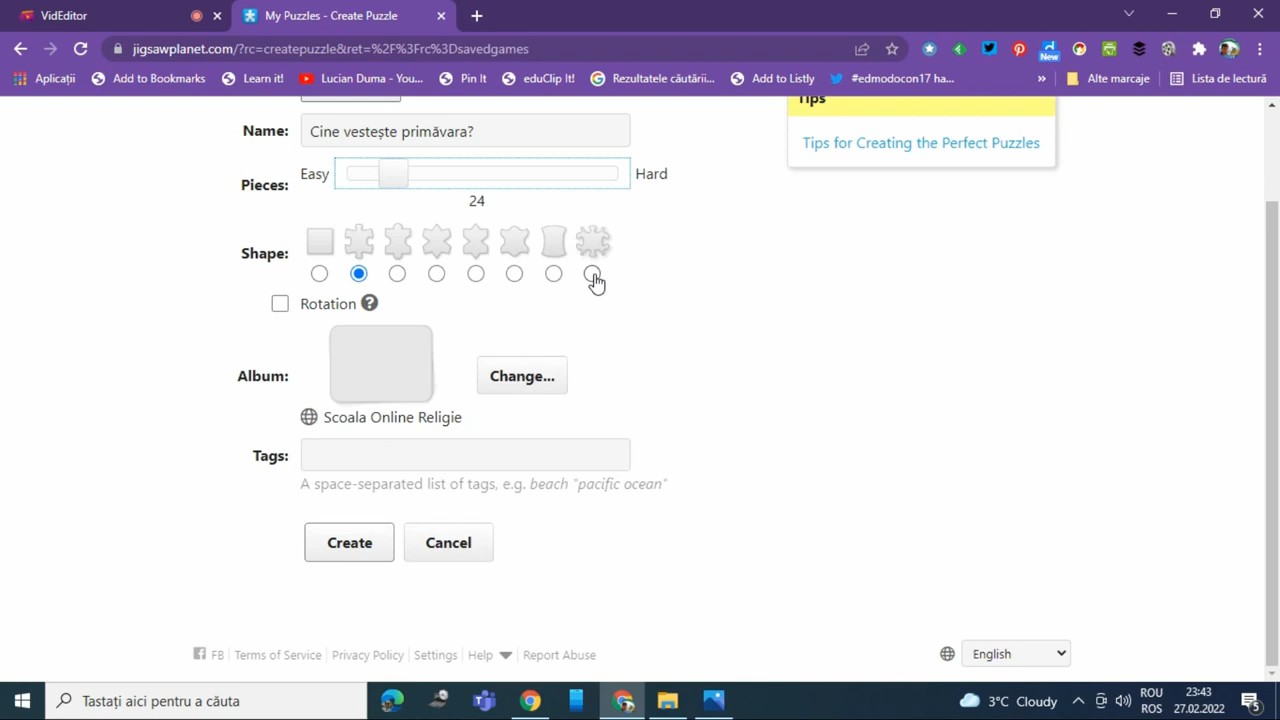 VidEditor
My Puzzles - Create Puzzle
jigsawplanet.com/?rc=createpuzzle&ret=%2F%3Frc%3Dsavedgames
New
Aplicații
Add to Bookmarks
Learn it!
Lucian Duma - You...
Pin It
eduClip It!
Rezultatele căutării...
Add to Listly
#edmodocon17 ha...
»
Alte marcaje
Listă de lectură
Tips
Tips for Creating the Perfect Puzzles
Name: Cine vestește primăvara?
Pieces: Easy Hard
24
Shape:
Rotation ?
Album: Change...
Scoala Online Religie
Tags:
A space-separated list of tags, e.g. beach "pacific ocean"
Create Cancel
FB Terms of Service Privacy Policy Settings Help Report Abuse
English
Tastați aici pentru a căuta
3°C Cloudy
ROU
ROS
23:43
27.02.2022
5